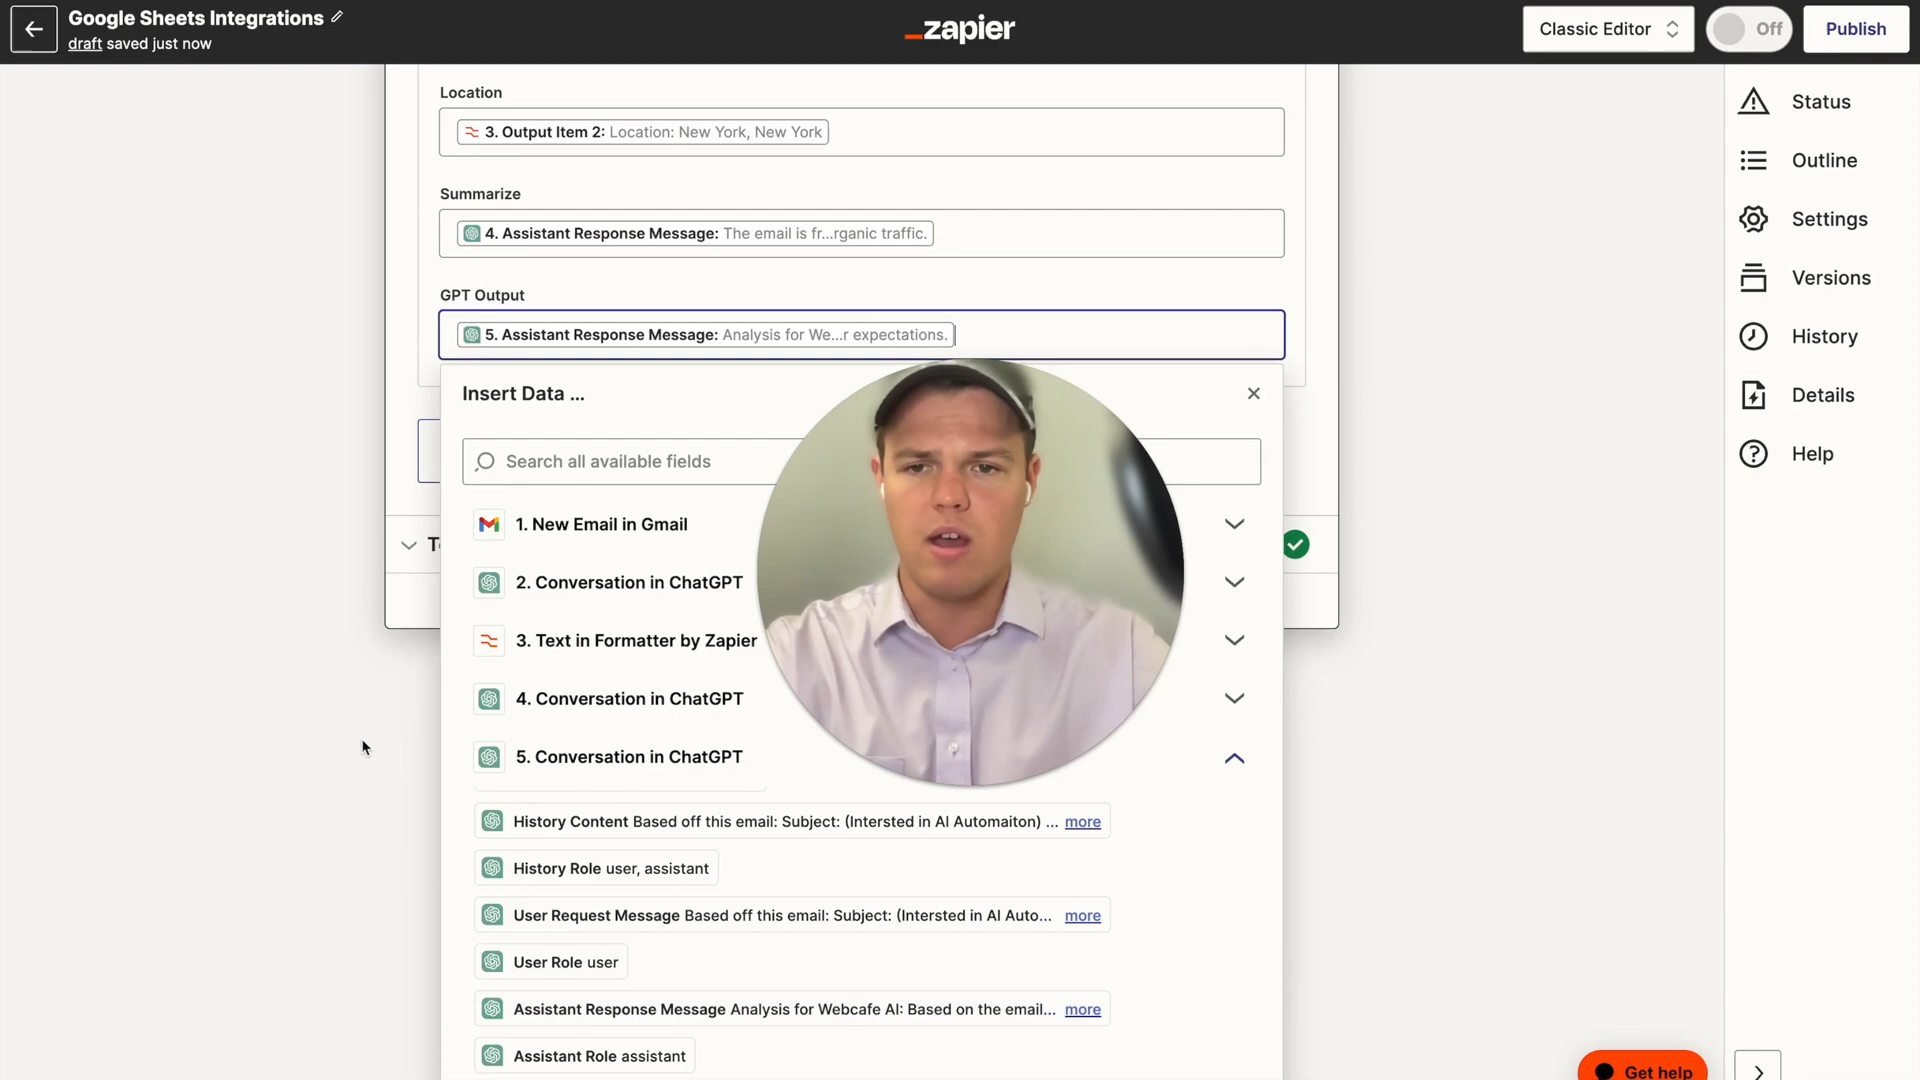 Google Sheets Integrations
draft saved just now
zapier
Classic Editor
Off
Publish
Location
3. Output Item 2: Location: New York, New York
Summarize
4. Assistant Response Message: The email is fr...rganic traffic.
GPT Output
5. Assistant Response Message: Analysis for We...r expectations.
Insert Data ...
Search all available fields
1. New Email in Gmail
T
2. Conversation in ChatGPT
3. Text in Formatter by Zapier
4. Conversation in ChatGPT
5. Conversation in ChatGPT
History Content Based off this email: Subject: (Intersted in AI Automaiton) ... more
History Role user, assistant
User Request Message Based off this email: Subject: (Intersted in AI Auto... more
User Role user
Assistant Response Message Analysis for Webcafe AI: Based on the email... more
Assistant Role assistant
Status
Outline
Settings
Versions
History
Details
Help
Get help